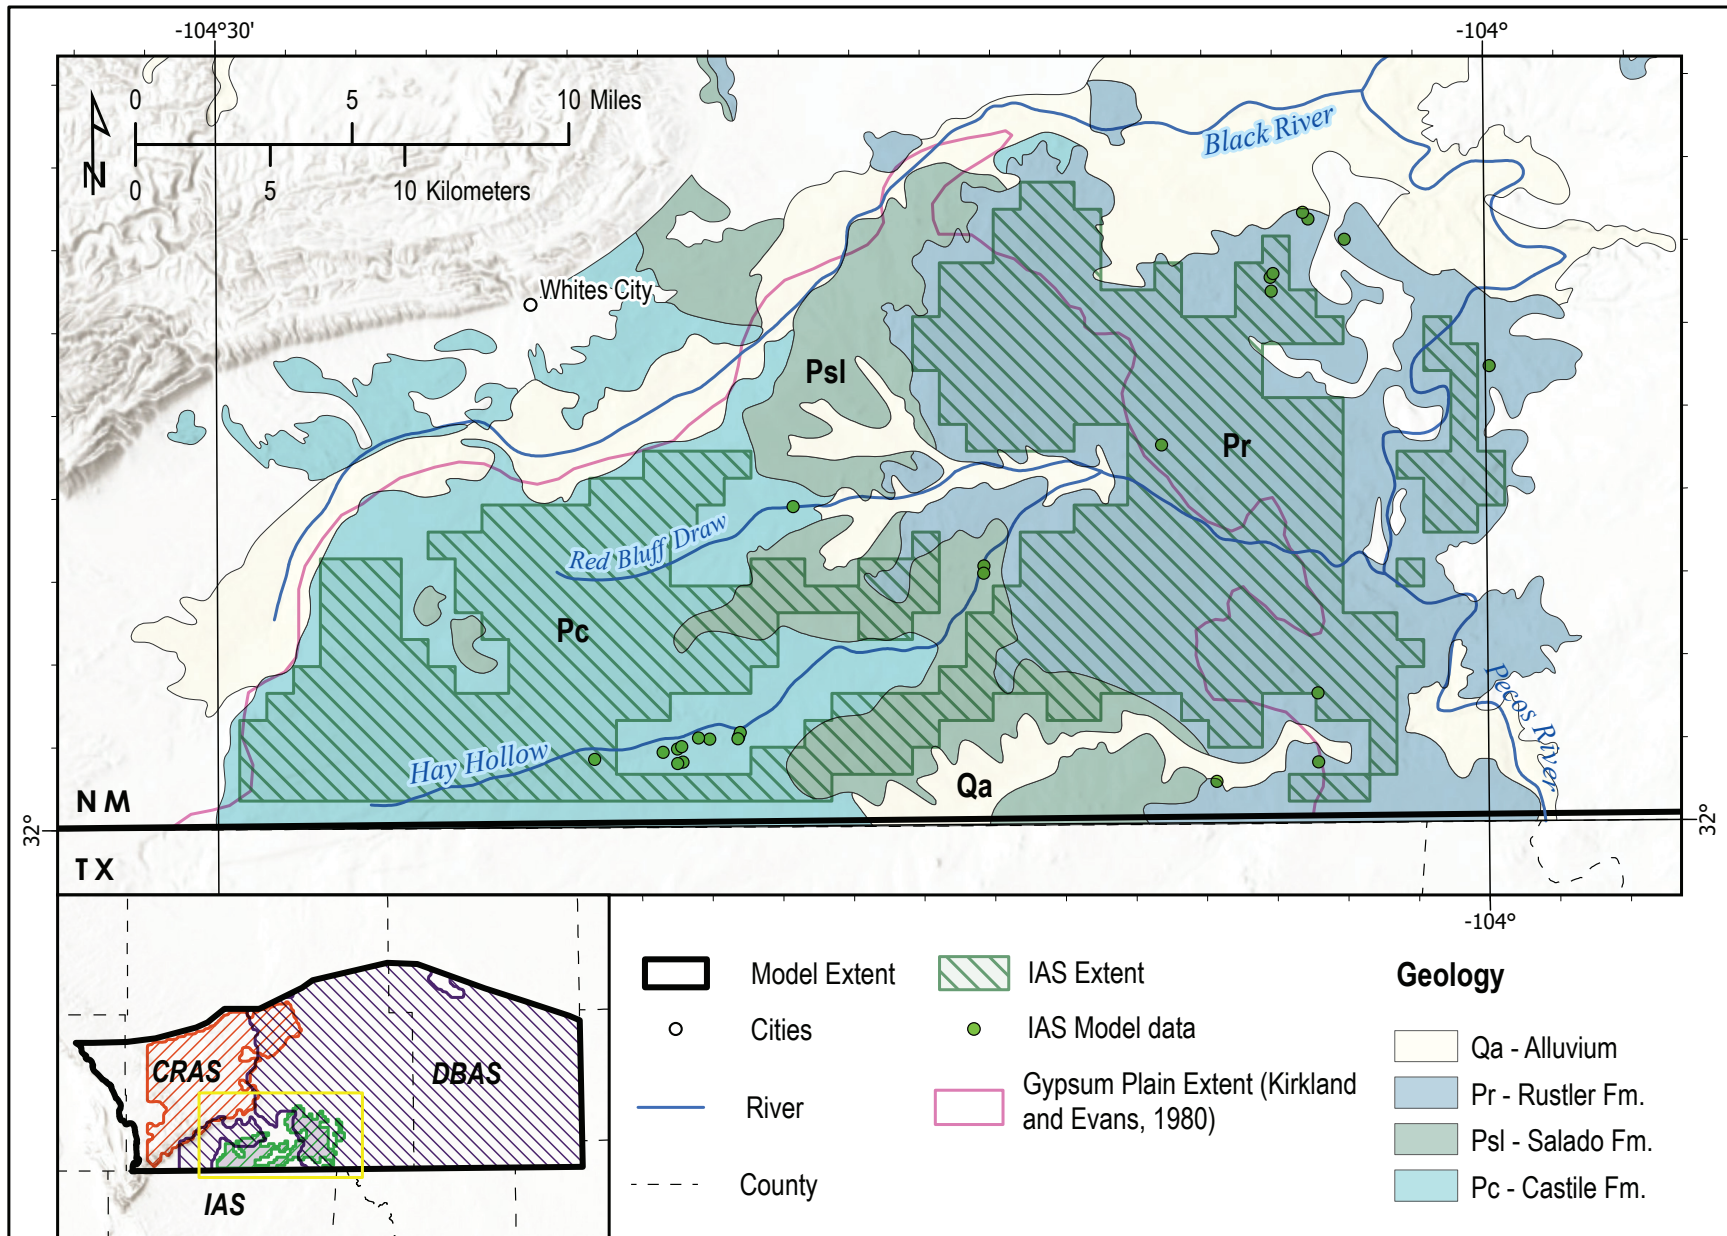 -104°30'
-104°
0
5
10 Miles
N
0
5
10 Kilometers
Black River
Whites City
Psl
Pr
Red Bluff Draw
Pc
Hay Hollow
Qa
Pecos River
NM
32°
32°
TX
-104°
CRAS
DBAS
IAS
Model Extent
Cities
River
County
IAS Extent
IAS Model data
Gypsum Plain Extent (Kirkland
and Evans, 1980)
Geology
Qa - Alluvium
Pr - Rustler Fm.
Psl - Salado Fm.
Pc - Castile Fm.